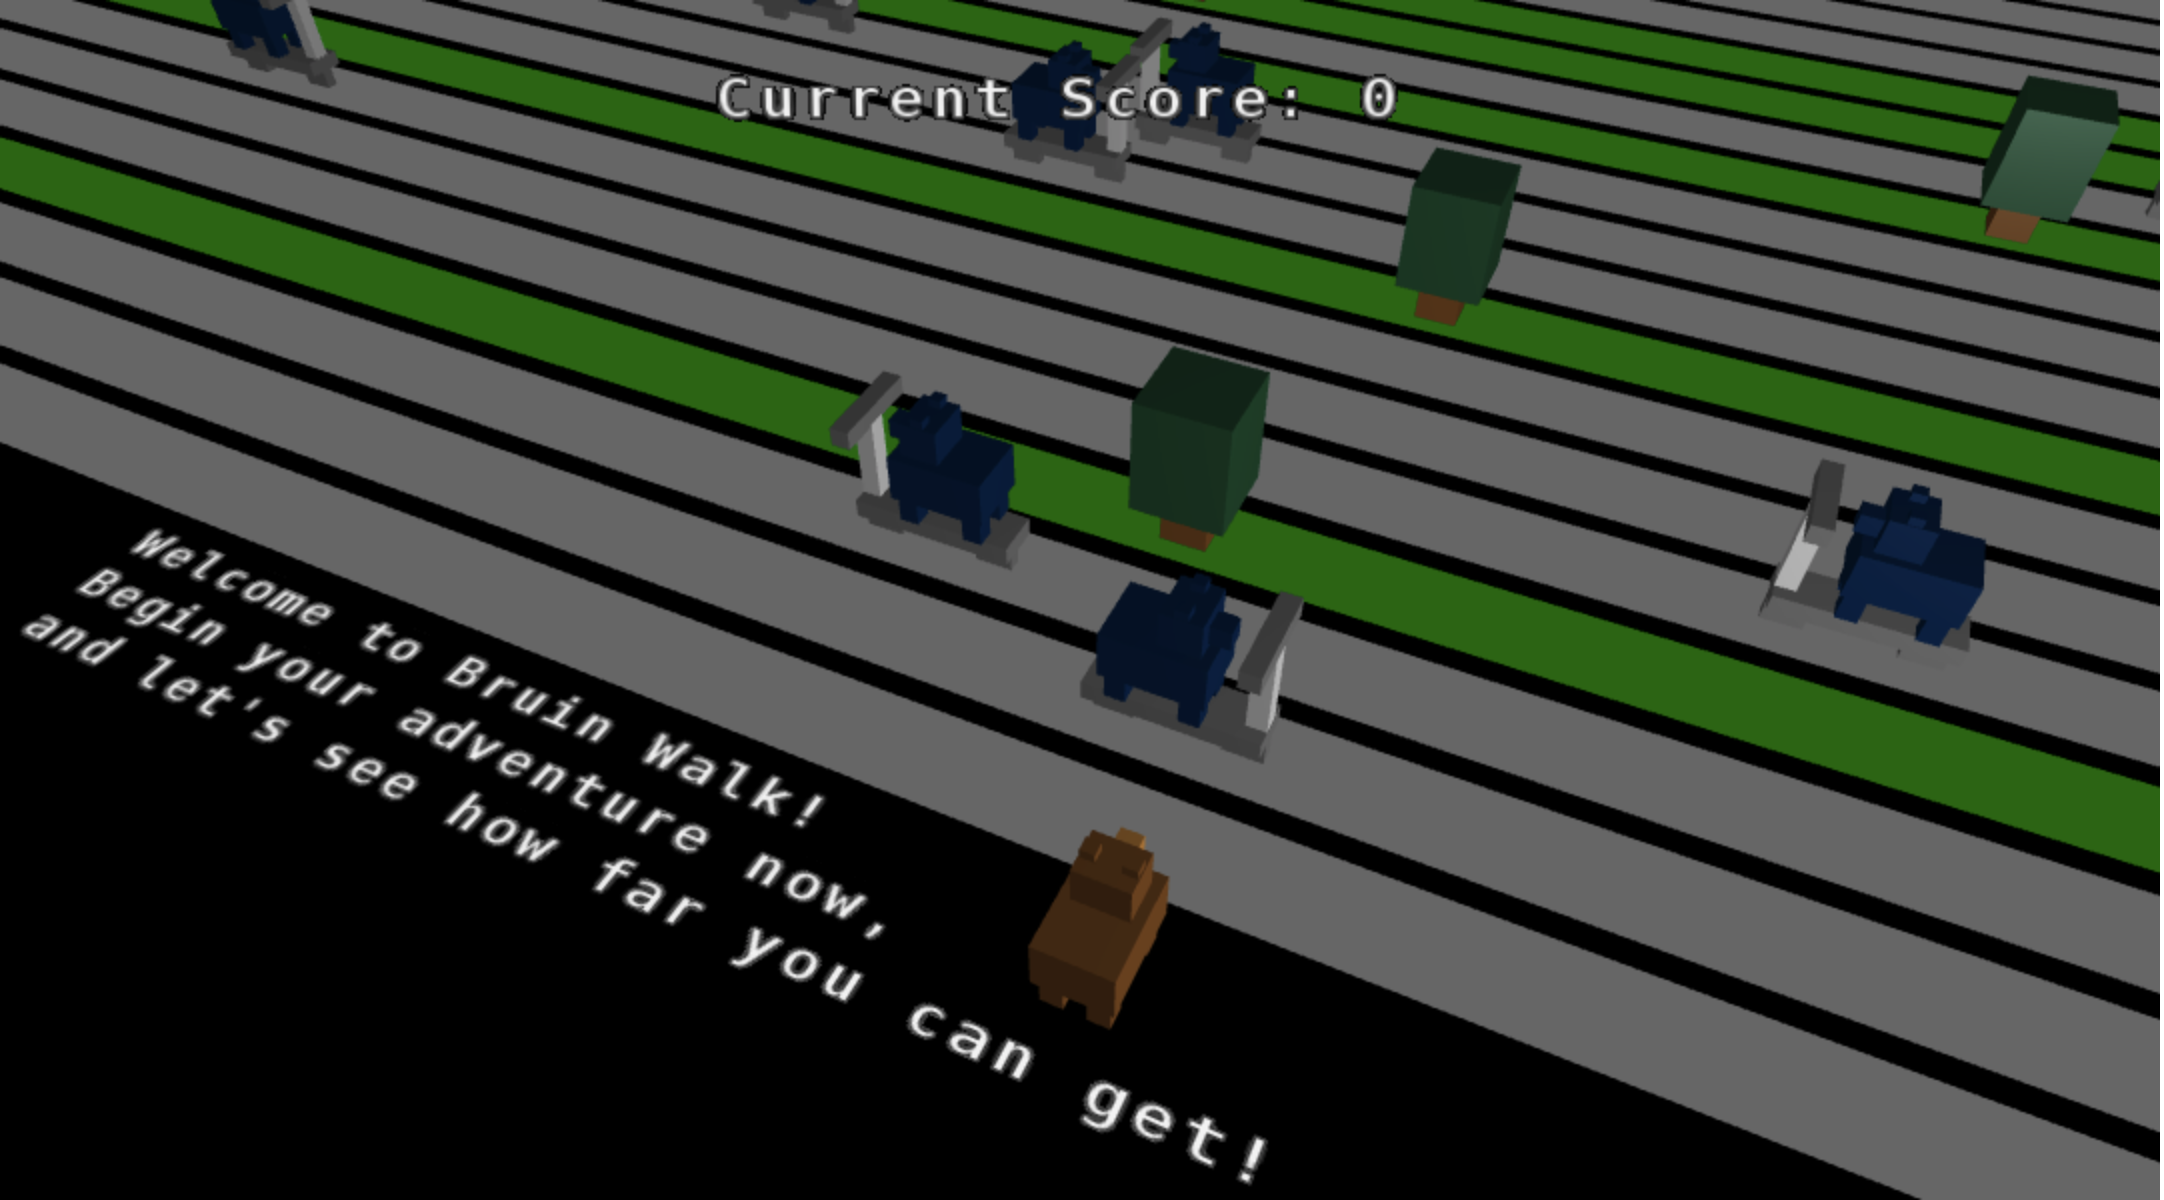 Current Score: 0
Welcome to Bruin Walk!
Begin your adventure now,
and let's see how far you can get!